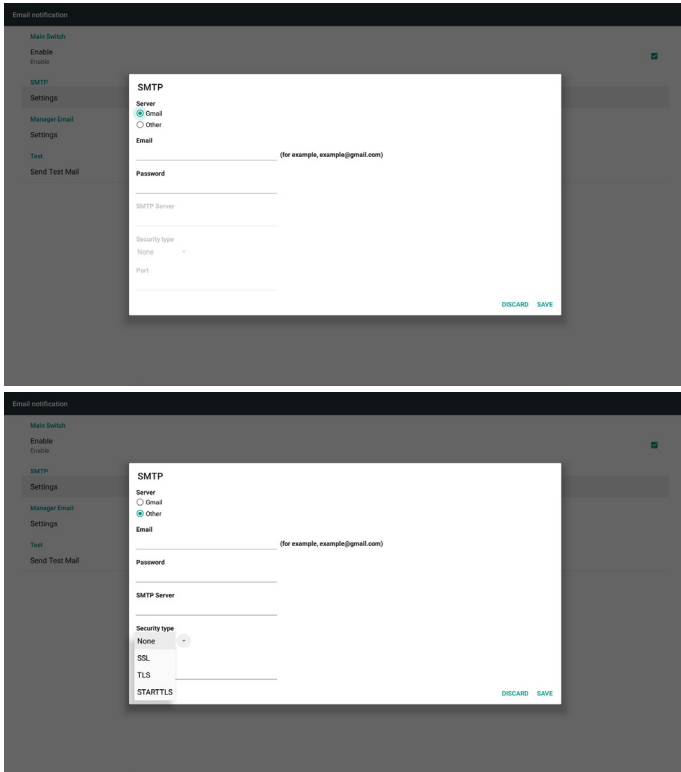 Email notification
Main Switch
Enable
Enable
SMTP
Settings
Manager Email
Settings
Test
Send Test Mail
SMTP
Server
Gmail
Other
Email
(for example, example@gmail.com)
Password
SMTP Server
Security type
None
Port
DISCARD SAVE
Email notification
Main Switch
Enable
Enable
SMTP
Settings
Manager Email
Settings
Test
Send Test Mail
SMTP
Server
Gmail
Other
Email
(for example, example@gmail.com)
Password
SMTP Server
Security type
None
SSL
TLS
STARTTLS
DISCARD SAVE